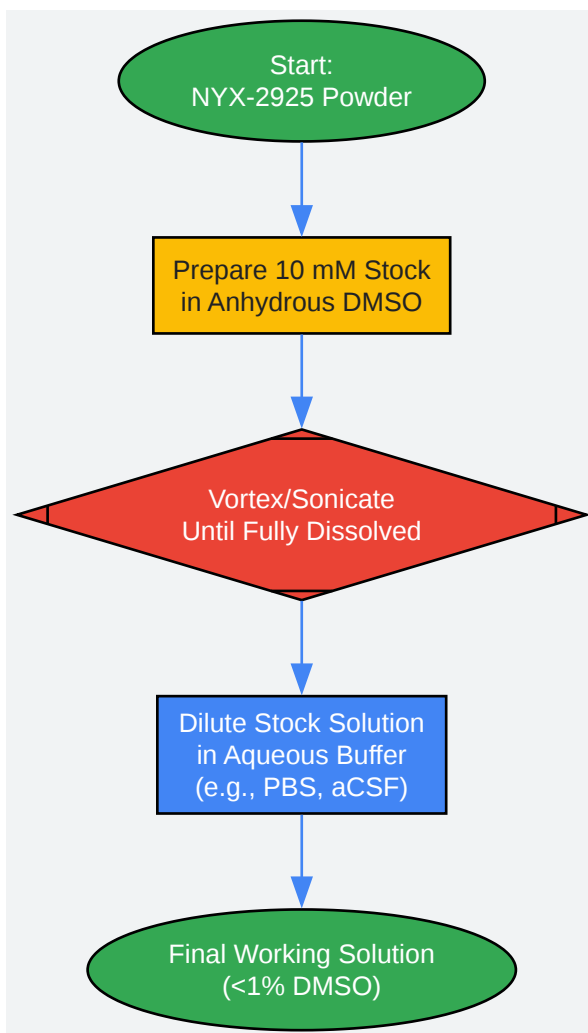 Start:
NYX-2925 Powder
Prepare 10 mM Stock
in Anhydrous DMSO
Vortex/Sonicate
Until Fully Dissolved
Dilute Stock Solution
in Aqueous Buffer
(e.g., PBS, aCSF)
Final Working Solution
(<1% DMSO)